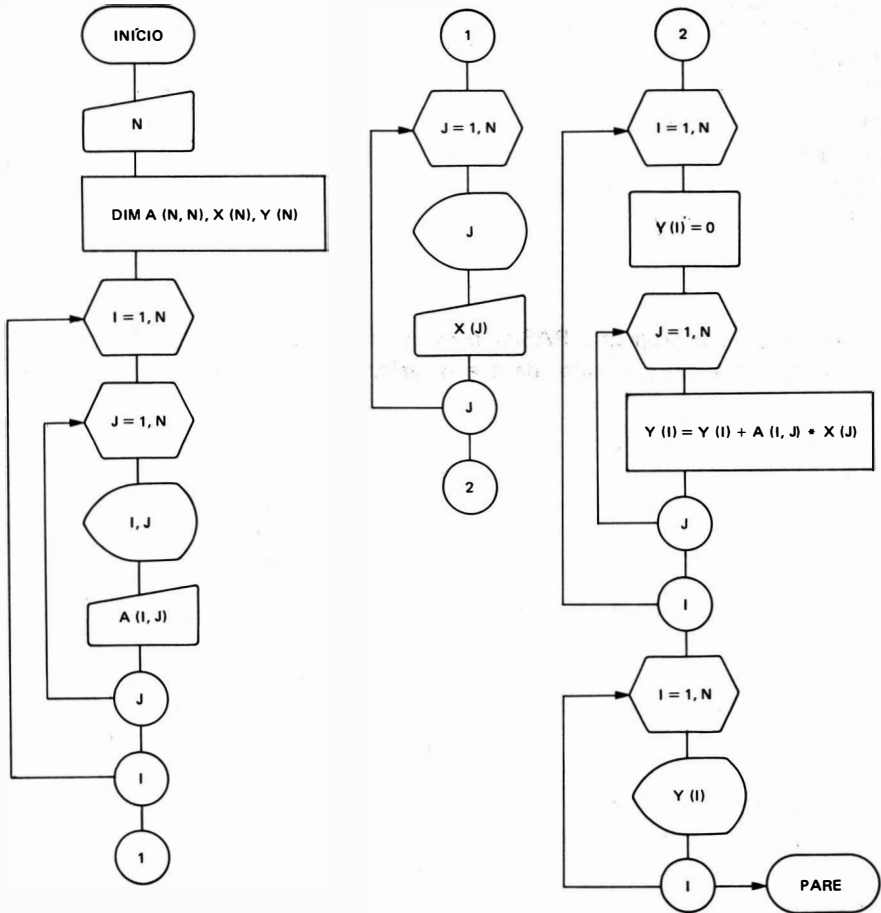 INÍCIO
N
DIM A (N, N), X (N), Y (N)
I = 1, N
J = 1, N
I, J
A (I, J)
J
I
1
1
J = 1, N
J
X (J)
J
2
2
I = 1, N
Y (I) = 0
J = 1, N
Y (I) = Y (I) + A (I, J) * X (J)
J
I
I = 1, N
Y (I)
I
PARE